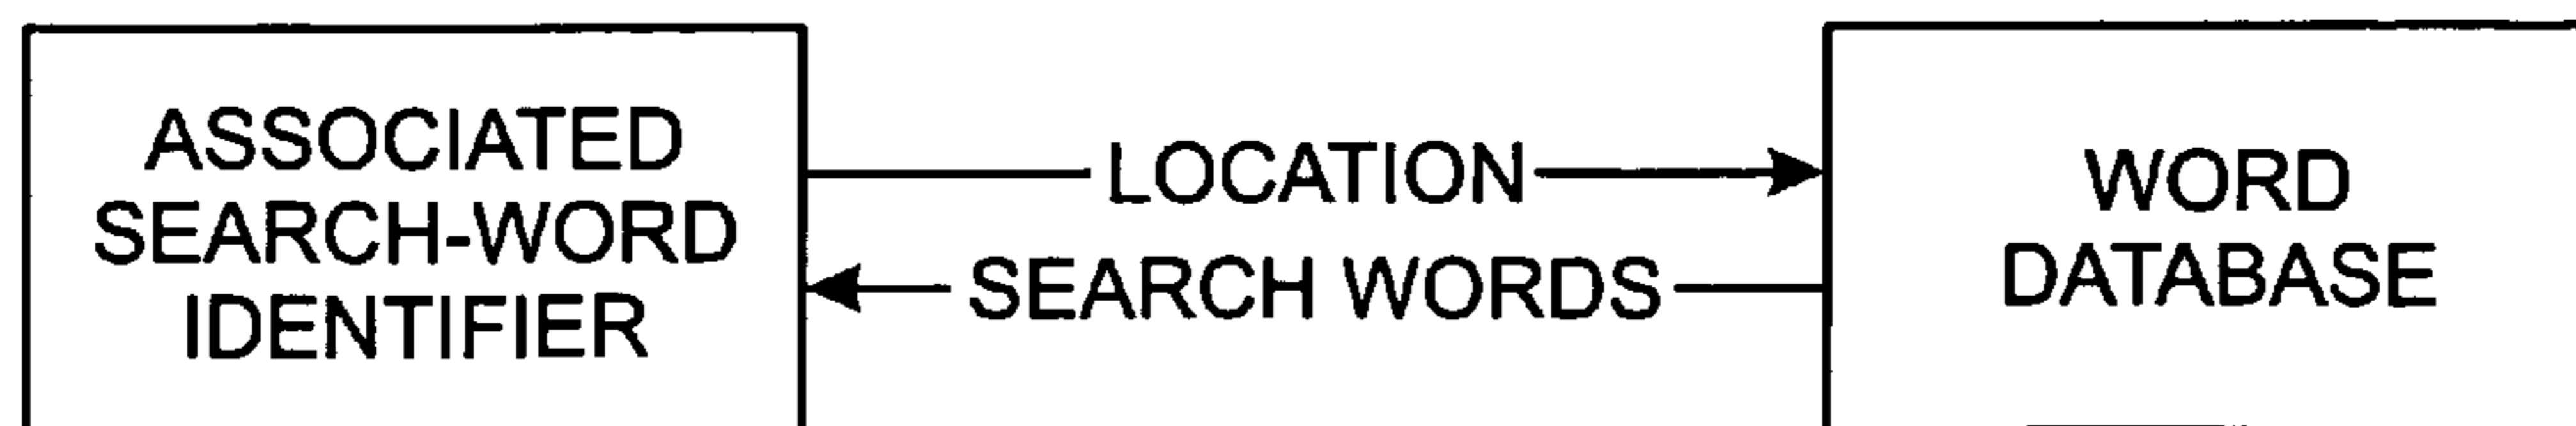 ASSOCIATED
SEARCH-WORD
IDENTIFIER
LOCATION
SEARCH WORDS
WORD
DATABASE